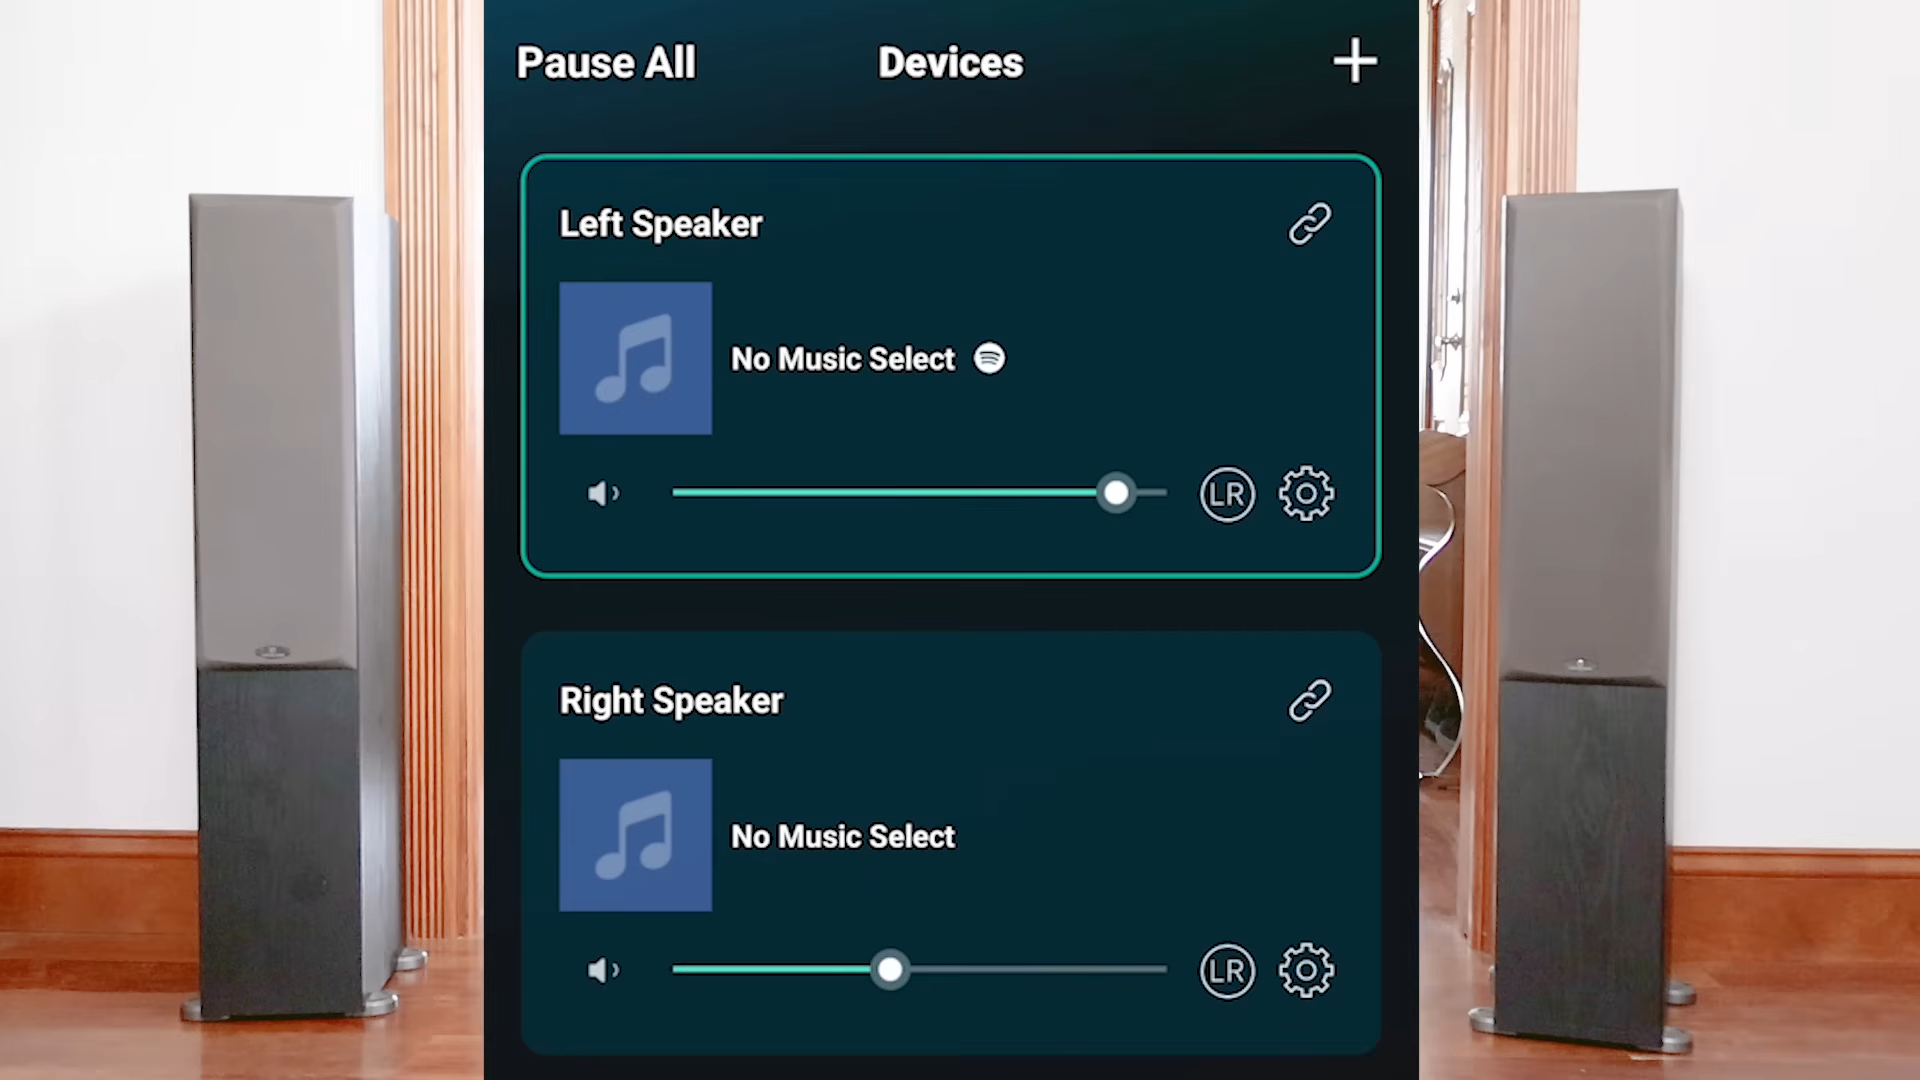 Pause All Devices +
Left Speaker
No Music Select
LR
Right Speaker
No Music Select
LR